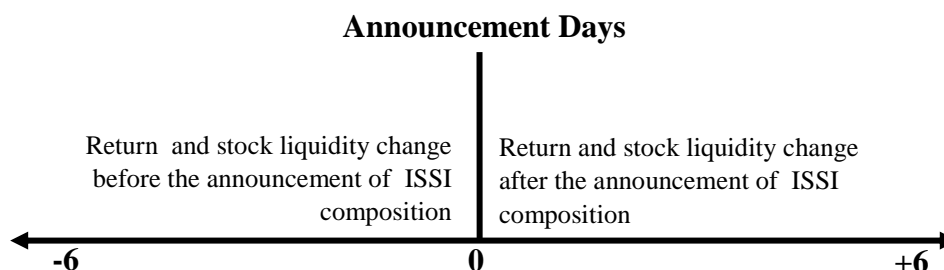 Announcement Days
Return and stock liquidity change
before the announcement of ISSI
composition
Return and stock liquidity change
after the announcement of ISSI
composition
-6
0
+6